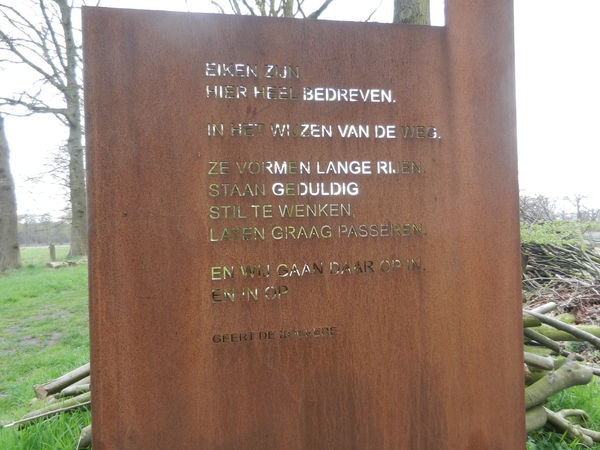 EIKEN ZIJN
HIER HEEL BEDREVEN.
IN HET WIJZEN VAN DE WEG.
ZE VORMEN LANGE RIJEN,
STAAN GEDULDIG
STIL TE WENKEN,
LATEN GRAAG PASSEREN.
EN WIJ GAAN DAAR OP IN.
EN IN OP
GEERT DE